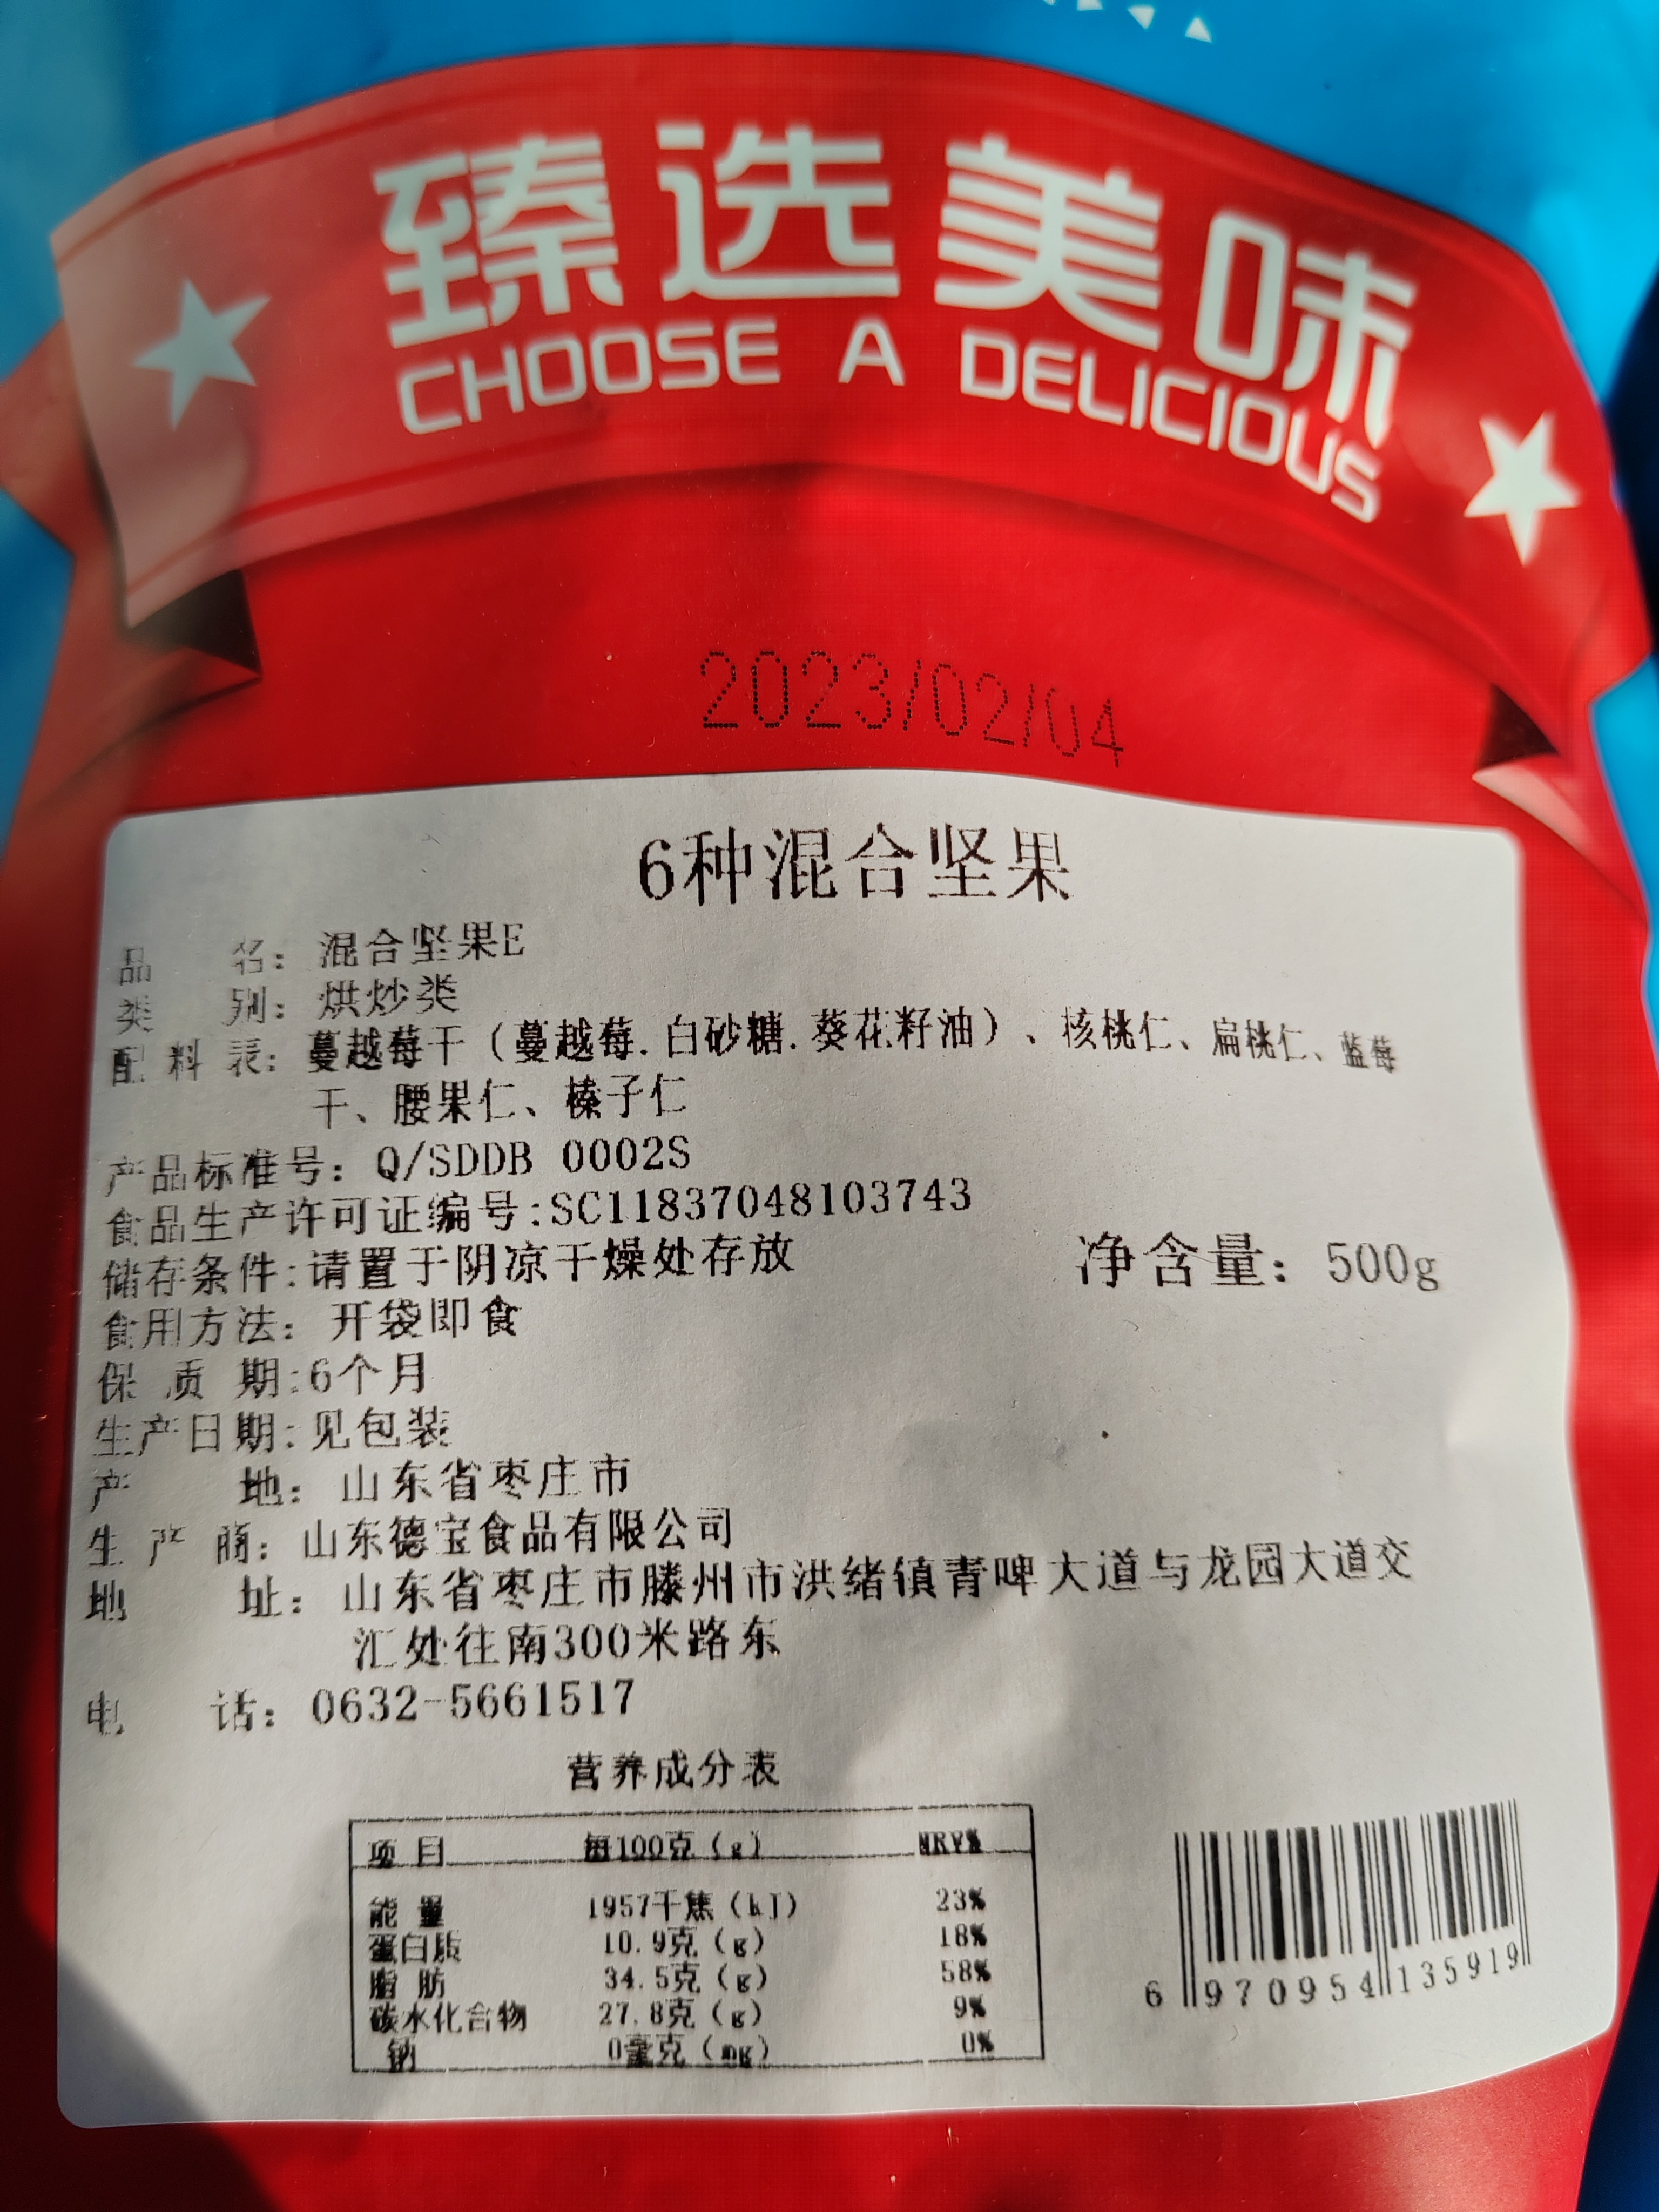 臻选美味
CHOOSE A DELICIOUS
2023/02/04
6种混合坚果
品 名：混合坚果E
类 别：烘炒类
配 料 表：蔓越莓干（蔓越莓.白砂糖.葵花籽油）、核桃仁、扁桃仁、蓝莓
干、腰果仁、榛子仁
产品标准号：Q/SDDB 0002S
食品生产许可证编号:SC11837048103743
储存条件:请置于阴凉干燥处存放
净含量：500g
食用方法：开袋即食
保 质 期:6个月
生产日期:见包装
产 地：山东省枣庄市
生 产 商：山东德宝食品有限公司
地 址：山东省枣庄市滕州市洪绪镇青啤大道与龙园大道交
汇处往南300米路东
电 话：0632-5661517
营养成分表
项 目 每100克（g） NRV%
能 量 1957千焦（kJ） 23%
蛋白质 10.9克（g） 18%
脂 肪 34.5克（g） 58%
碳水化合物 27.8克（g） 9%
钠 0毫克（mg） 0%
6 970954 135919